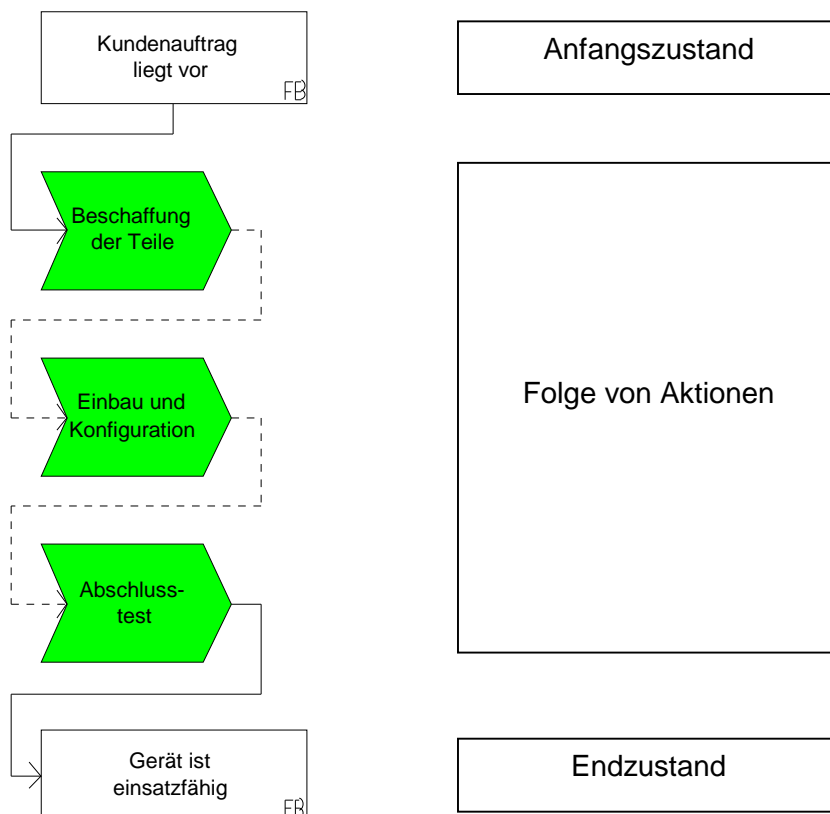 Kundenauftrag
liegt vor
FB
Anfangszustand
Beschaffung
der Teile
Einbau und
Konfiguration
Folge von Aktionen
Abschluss-
test
Gerät ist
einsatzfähig
FB
Endzustand